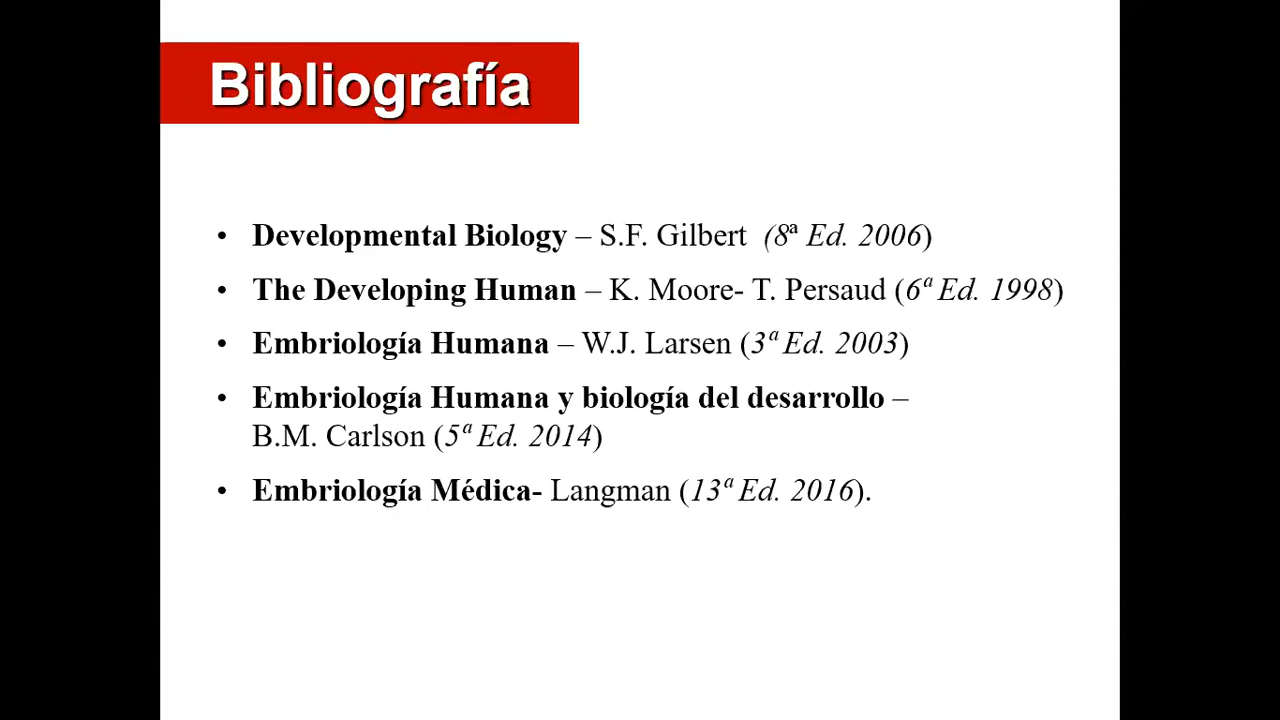 Bibliografía
• Developmental Biology – S.F. Gilbert (8ª Ed. 2006)
• The Developing Human – K. Moore- T. Persaud (6ª Ed. 1998)
• Embriología Humana – W.J. Larsen (3ª Ed. 2003)
• Embriología Humana y biología del desarrollo –
B.M. Carlson (5ª Ed. 2014)
• Embriología Médica- Langman (13ª Ed. 2016).